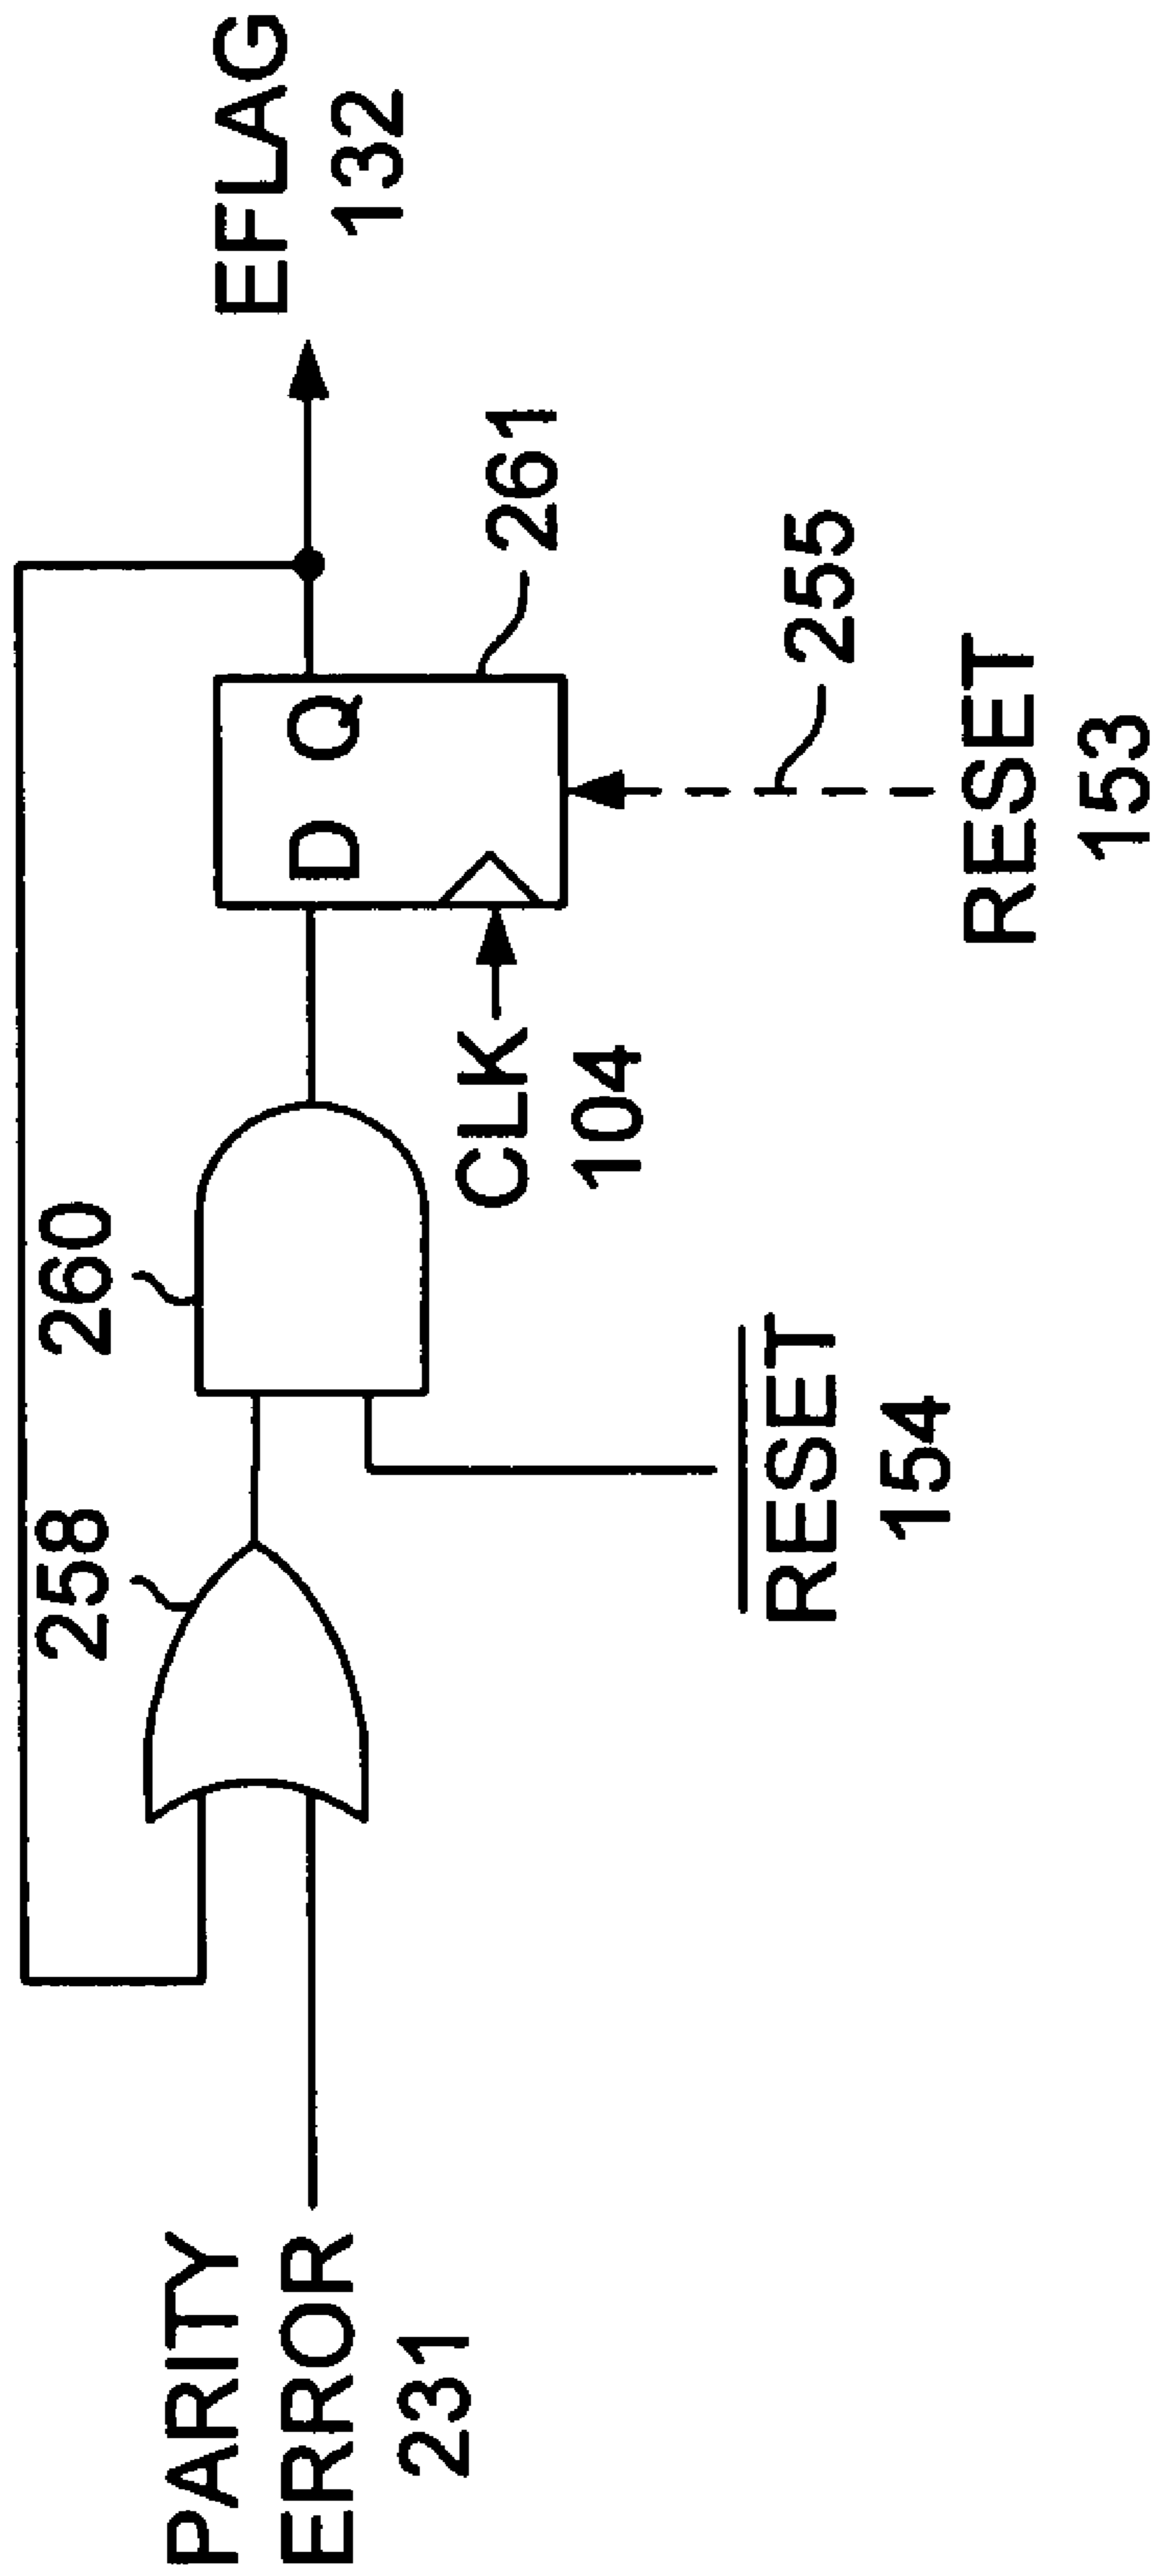 EFLAG
132
261
255
RESET
153
D Q
CLK
104
260
RESET
154
258
PARITY
ERROR
231